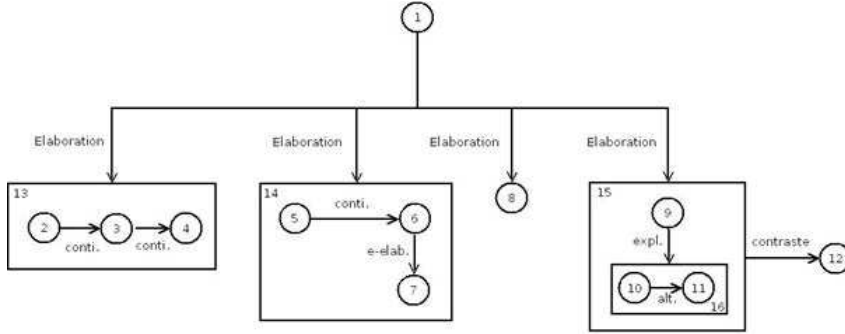 1
Elaboration Elaboration Elaboration Elaboration
13 14 8 15
2 3 4 5 conti. 6 9
conti. conti. e-elab. expl. contraste 12
7 10 alt. 11
16